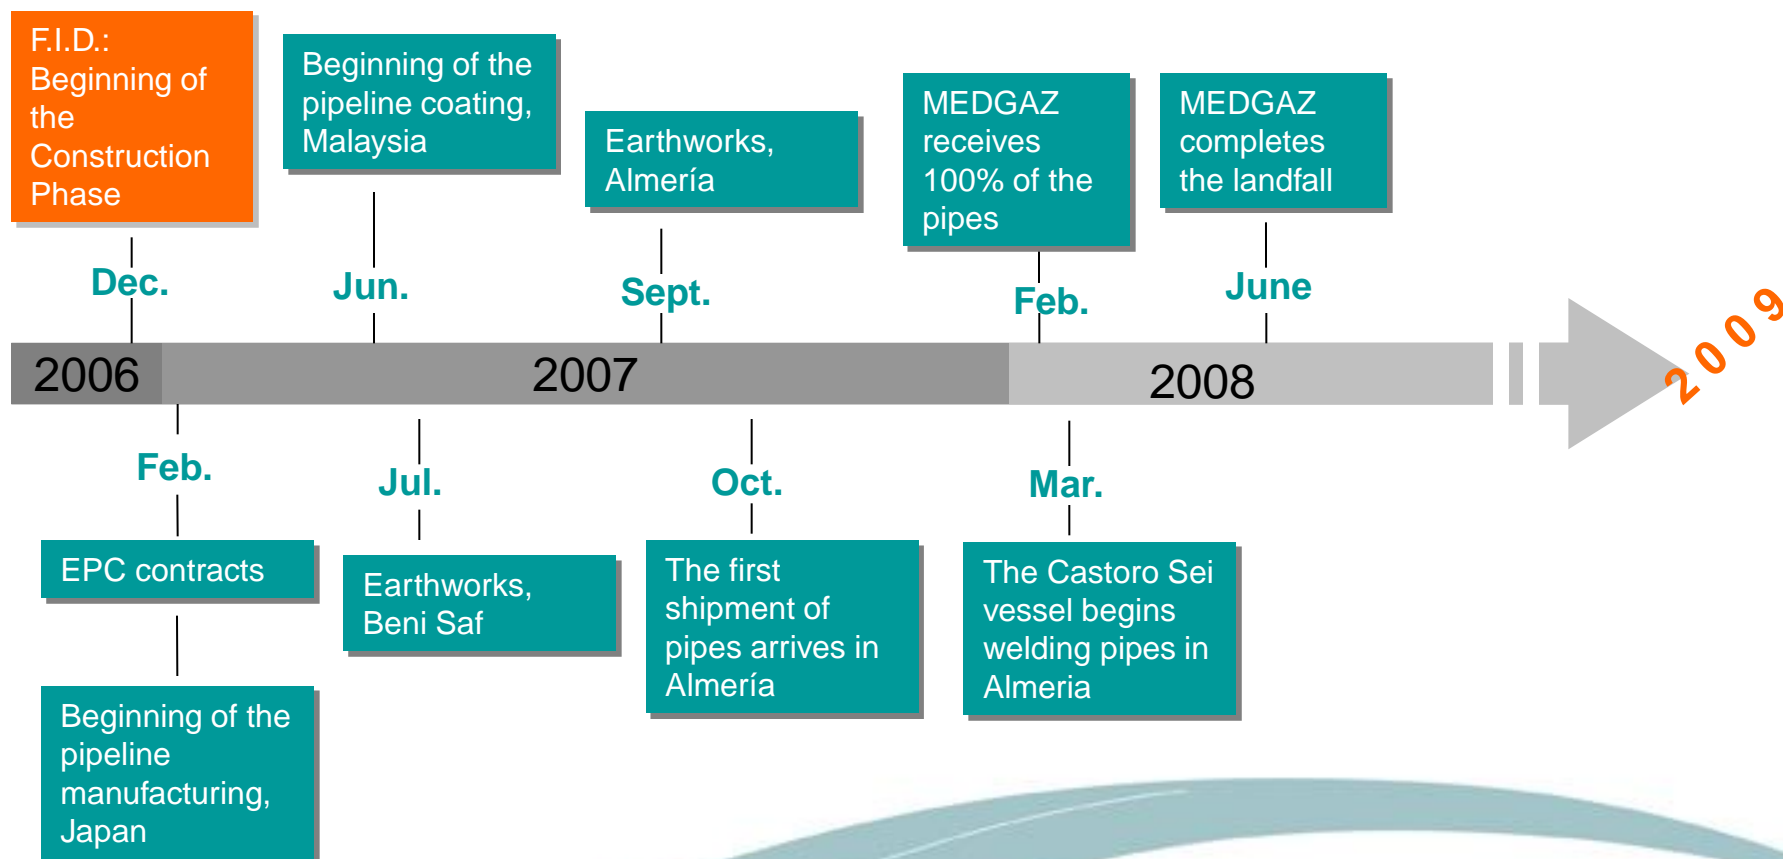 F.I.D.:
Beginning of
the
Construction
Phase
Beginning of the
pipeline coating,
Malaysia
Earthworks,
Almería
MEDGAZ
receives
100% of the
pipes
MEDGAZ
completes
the landfall
Dec.
Jun.
Sept.
Feb.
June
2006
2007
2008
2009
Feb.
Jul.
Oct.
Mar.
EPC contracts
Beginning of the
pipeline
manufacturing,
Japan
Earthworks,
Beni Saf
The first
shipment of
pipes arrives in
Almería
The Castoro Sei
vessel begins
welding pipes in
Almeria